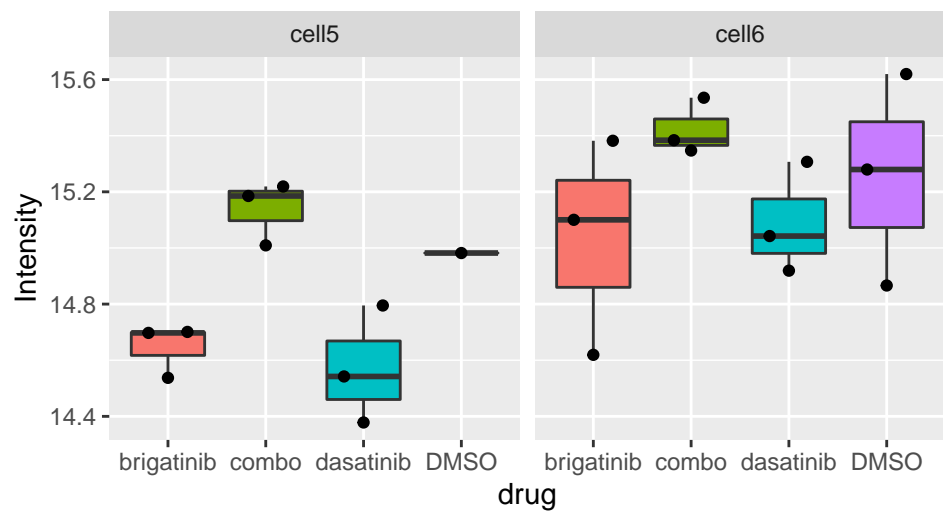 cell5 cell6
Intensity
15.6
15.2
14.8
14.4
brigatinib combo dasatinib DMSO brigatinib combo dasatinib DMSO
drug